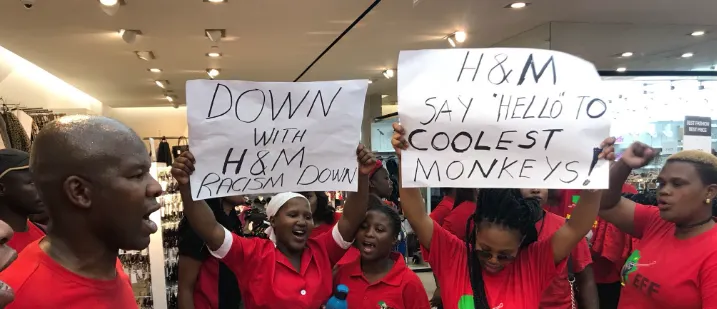 DOWN
WITH
H&M
RACISM DOWN
H&M
SAY "HELLO" TO
COOLEST
MONKEYS!
EFF